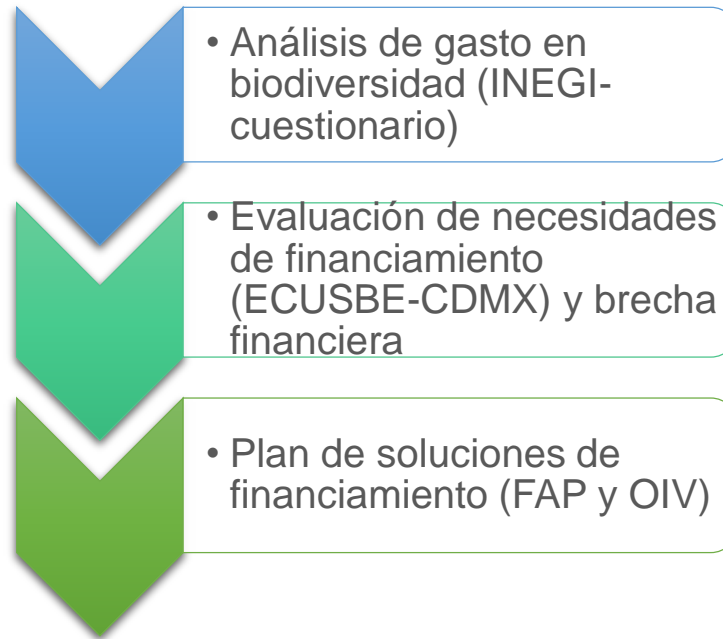 • Análisis de gasto en
biodiversidad (INEGI-
cuestionario)
• Evaluación de necesidades
de financiamiento
(ECUSBE-CDMX) y brecha
financiera
• Plan de soluciones de
financiamiento (FAP y OIV)